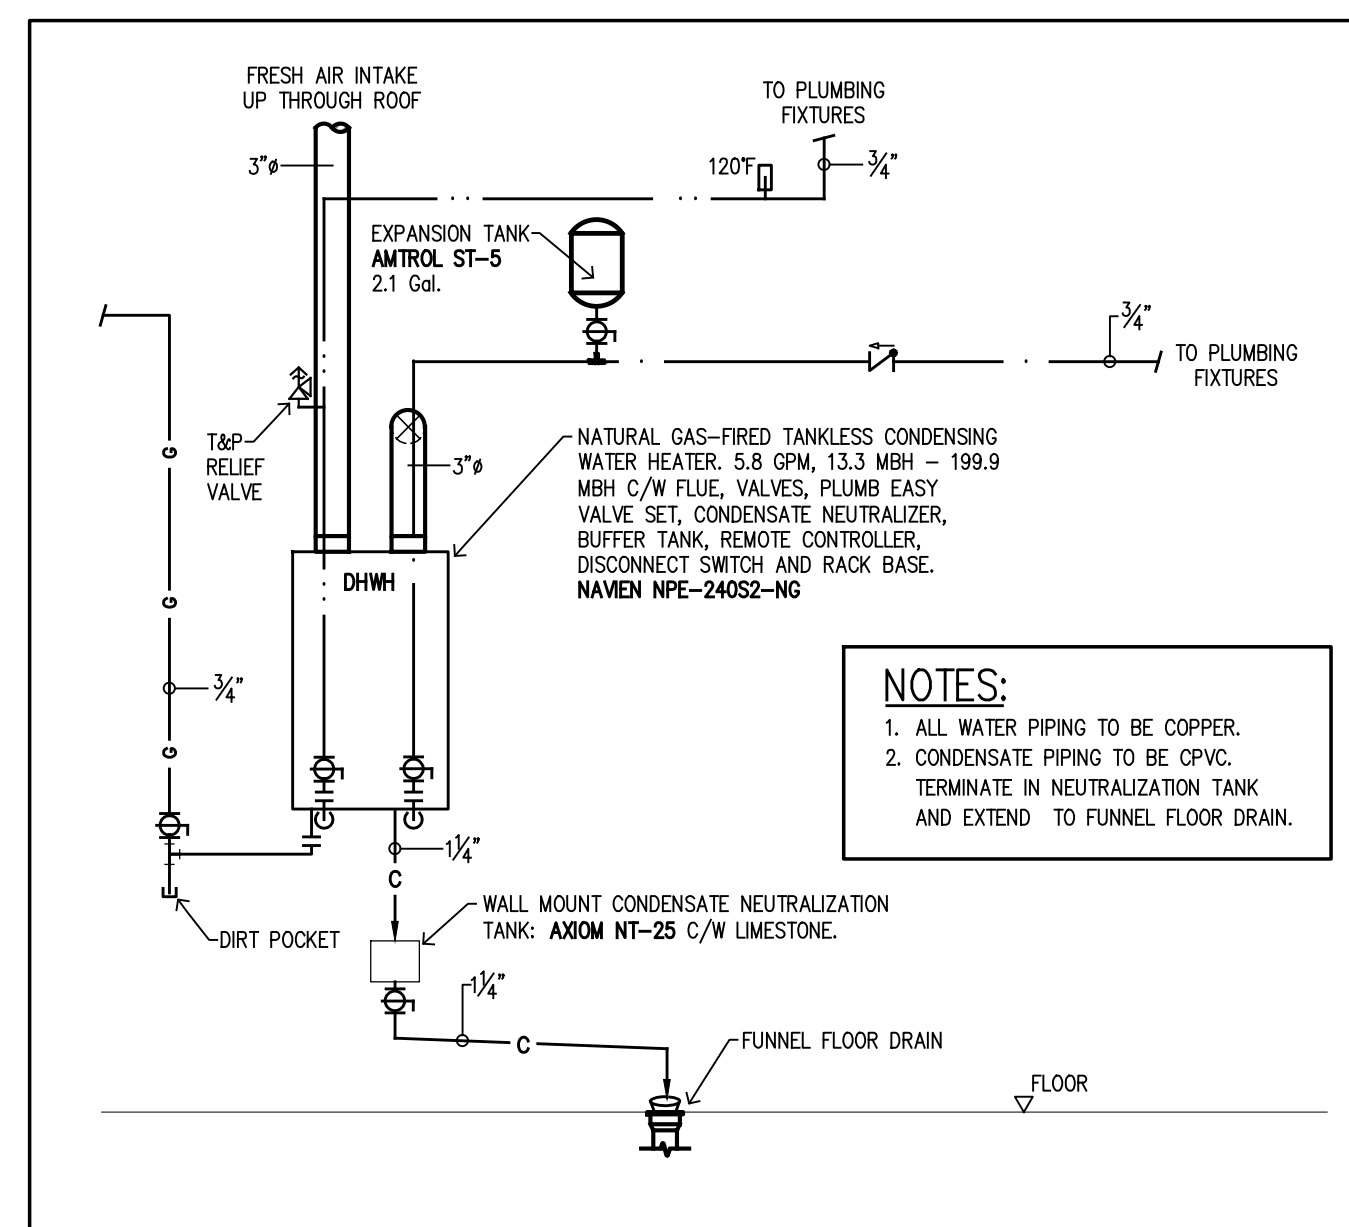 FRESH AIR INTAKE
UP THROUGH ROOF
3"ø
TO PLUMBING
FIXTURES
120°F
3/4"
EXPANSION TANK
AMTROL ST-5
2.1 Gal.
3/4"
TO PLUMBING
FIXTURES
T&P
RELIEF
VALVE
G
3"ø
NATURAL GAS-FIRED TANKLESS CONDENSING
WATER HEATER. 5.8 GPM, 13.3 MBH - 199.9
MBH C/W FLUE, VALVES, PLUMB EASY
VALVE SET, CONDENSATE NEUTRALIZER,
BUFFER TANK, REMOTE CONTROLLER,
DISCONNECT SWITCH AND RACK BASE.
NAVIEN NPE-240S2-NG
DHWH
G
3/4"
G
NOTES:
1. ALL WATER PIPING TO BE COPPER.
2. CONDENSATE PIPING TO BE CPVC.
TERMINATE IN NEUTRALIZATION TANK
AND EXTEND TO FUNNEL FLOOR DRAIN.
1 1/4"
C
WALL MOUNT CONDENSATE NEUTRALIZATION
TANK: AXIOM NT-25 C/W LIMESTONE.
DIRT POCKET
1 1/4"
C
FUNNEL FLOOR DRAIN
FLOOR